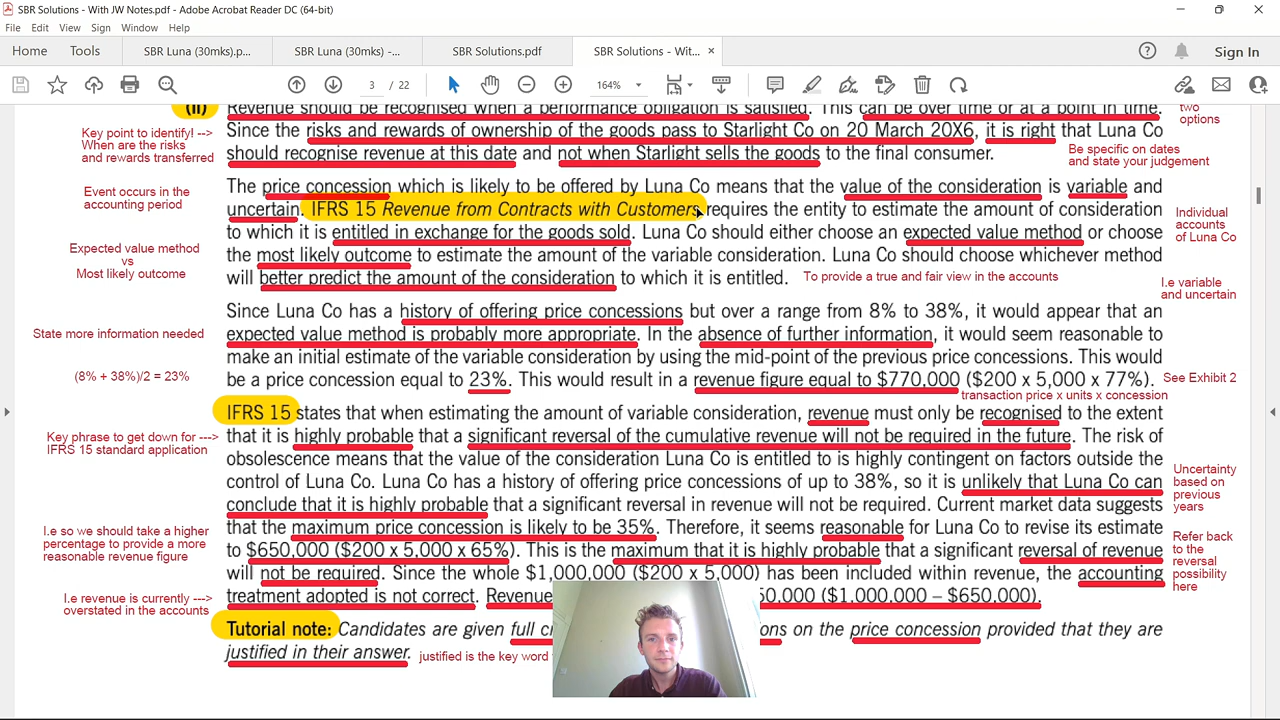 SBR Solutions - With JW Notes.pdf - Adobe Acrobat Reader DC (64-bit)
File Edit View Sign Window Help
Home Tools SBR Luna (30mks).p... SBR Luna (30mks) -... SBR Solutions.pdf SBR Solutions - Wit... × Sign In
3 / 22 164%
(ii) Revenue should be recognised when a performance obligation is satisfied. This can be over time or at a point in time. two
options
Key point to identify! --> Since the risks and rewards of ownership of the goods pass to Starlight Co on 20 March 20X6, it is right that Luna Co
When are the risks
and rewards transferred should recognise revenue at this date and not when Starlight sells the goods to the final consumer. Be specific on dates
and state your judgement
Event occurs in the
accounting period
The price concession which is likely to be offered by Luna Co means that the value of the consideration is variable and
uncertain. IFRS 15 Revenue from Contracts with Customers requires the entity to estimate the amount of consideration
Individual
accounts
of Luna Co
to which it is entitled in exchange for the goods sold. Luna Co should either choose an expected value method or choose
Expected value method
vs
Most likely outcome
the most likely outcome to estimate the amount of the variable consideration. Luna Co should choose whichever method
will better predict the amount of the consideration to which it is entitled. To provide a true and fair view in the accounts
I.e variable
and uncertain
Since Luna Co has a history of offering price concessions but over a range from 8% to 38%, it would appear that an
State more information needed expected value method is probably more appropriate. In the absence of further information, it would seem reasonable to
make an initial estimate of the variable consideration by using the mid-point of the previous price concessions. This would
(8% + 38%)/2 = 23% be a price concession equal to 23%. This would result in a revenue figure equal to $770,000 ($200 x 5,000 x 77%). See Exhibit 2
transaction price x units x concession
IFRS 15 states that when estimating the amount of variable consideration, revenue must only be recognised to the extent
Key phrase to get down for --->
IFRS 15 standard application
that it is highly probable that a significant reversal of the cumulative revenue will not be required in the future. The risk of
obsolescence means that the value of the consideration Luna Co is entitled to is highly contingent on factors outside the
control of Luna Co. Luna Co has a history of offering price concessions of up to 38%, so it is unlikely that Luna Co can
Uncertainty
based on
previous
years
conclude that it is highly probable that a significant reversal in revenue will not be required. Current market data suggests
I.e so we should take a higher
percentage to provide a more
reasonable revenue figure
that the maximum price concession is likely to be 35%. Therefore, it seems reasonable for Luna Co to revise its estimate
to $650,000 ($200 x 5,000 x 65%). This is the maximum that it is highly probable that a significant reversal of revenue
Refer back
to the
reversal
possibility
here
will not be required. Since the whole $1,000,000 ($200 x 5,000) has been included within revenue, the accounting
I.e revenue is currently --->
overstated in the accounts
treatment adopted is not correct. Revenue 50,000 ($1,000,000 – $650,000).
Tutorial note: Candidates are given full ons on the price concession provided that they are
justified in their answer. justified is the key word